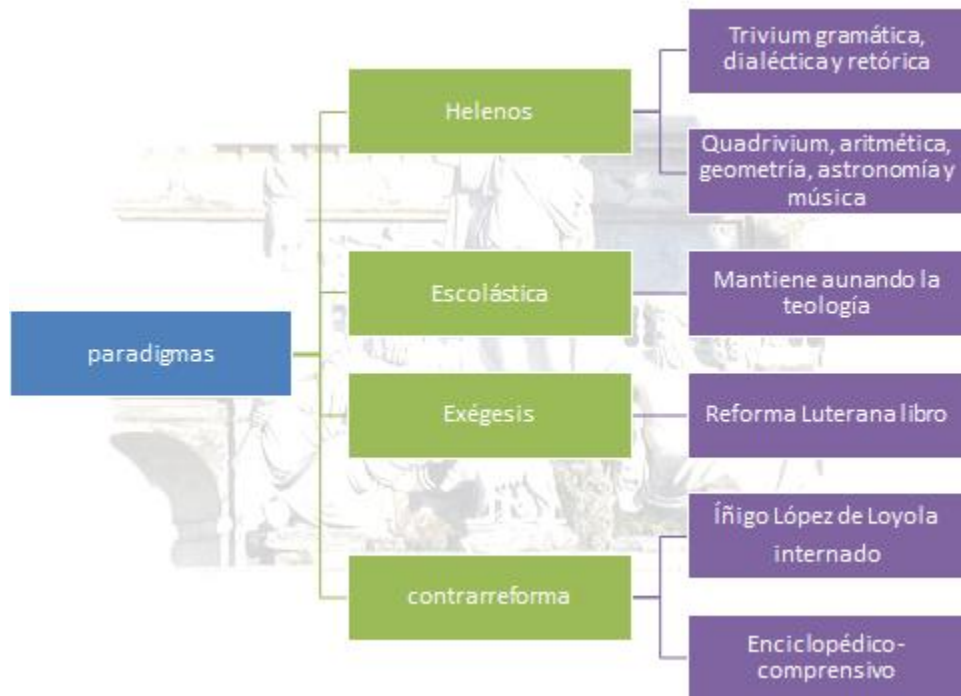 paradigmas
Helenos
Trivium gramática,
dialéctica y retórica
Quadrivium, aritmética,
geometría, astronomía y
música
Escolástica
Mantiene aunando la
teología
Exégesis
Reforma Luterana libro
contrarreforma
Íñigo López de Loyola
internado
Enciclopédico-
comprensivo